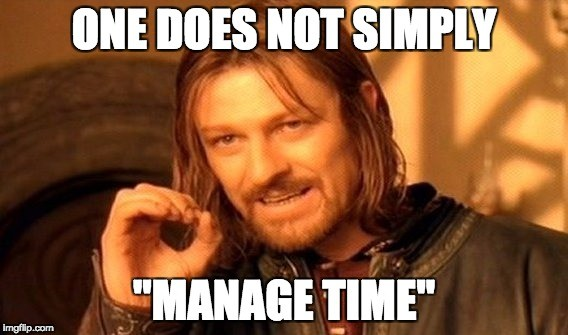 ONE DOES NOT SIMPLY
"MANAGE TIME"
imgflip.com